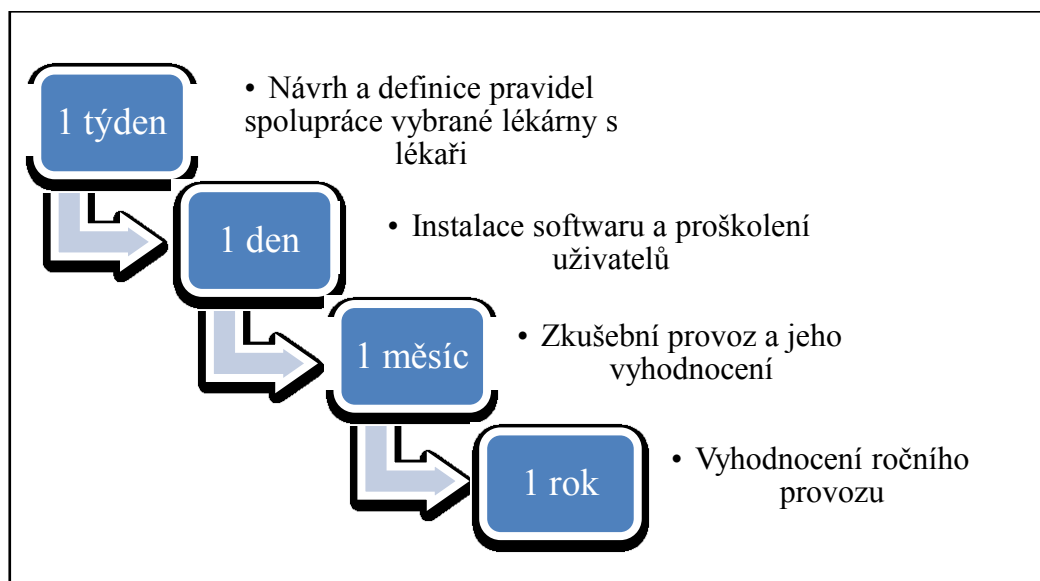 1 týden
• Návrh a definice pravidel
spolupráce vybrané lékárny s
lékaři
1 den
• Instalace softwaru a proškolení
uživatelů
1 měsíc
• Zkušební provoz a jeho
vyhodnocení
1 rok
• Vyhodnocení ročního
provozu